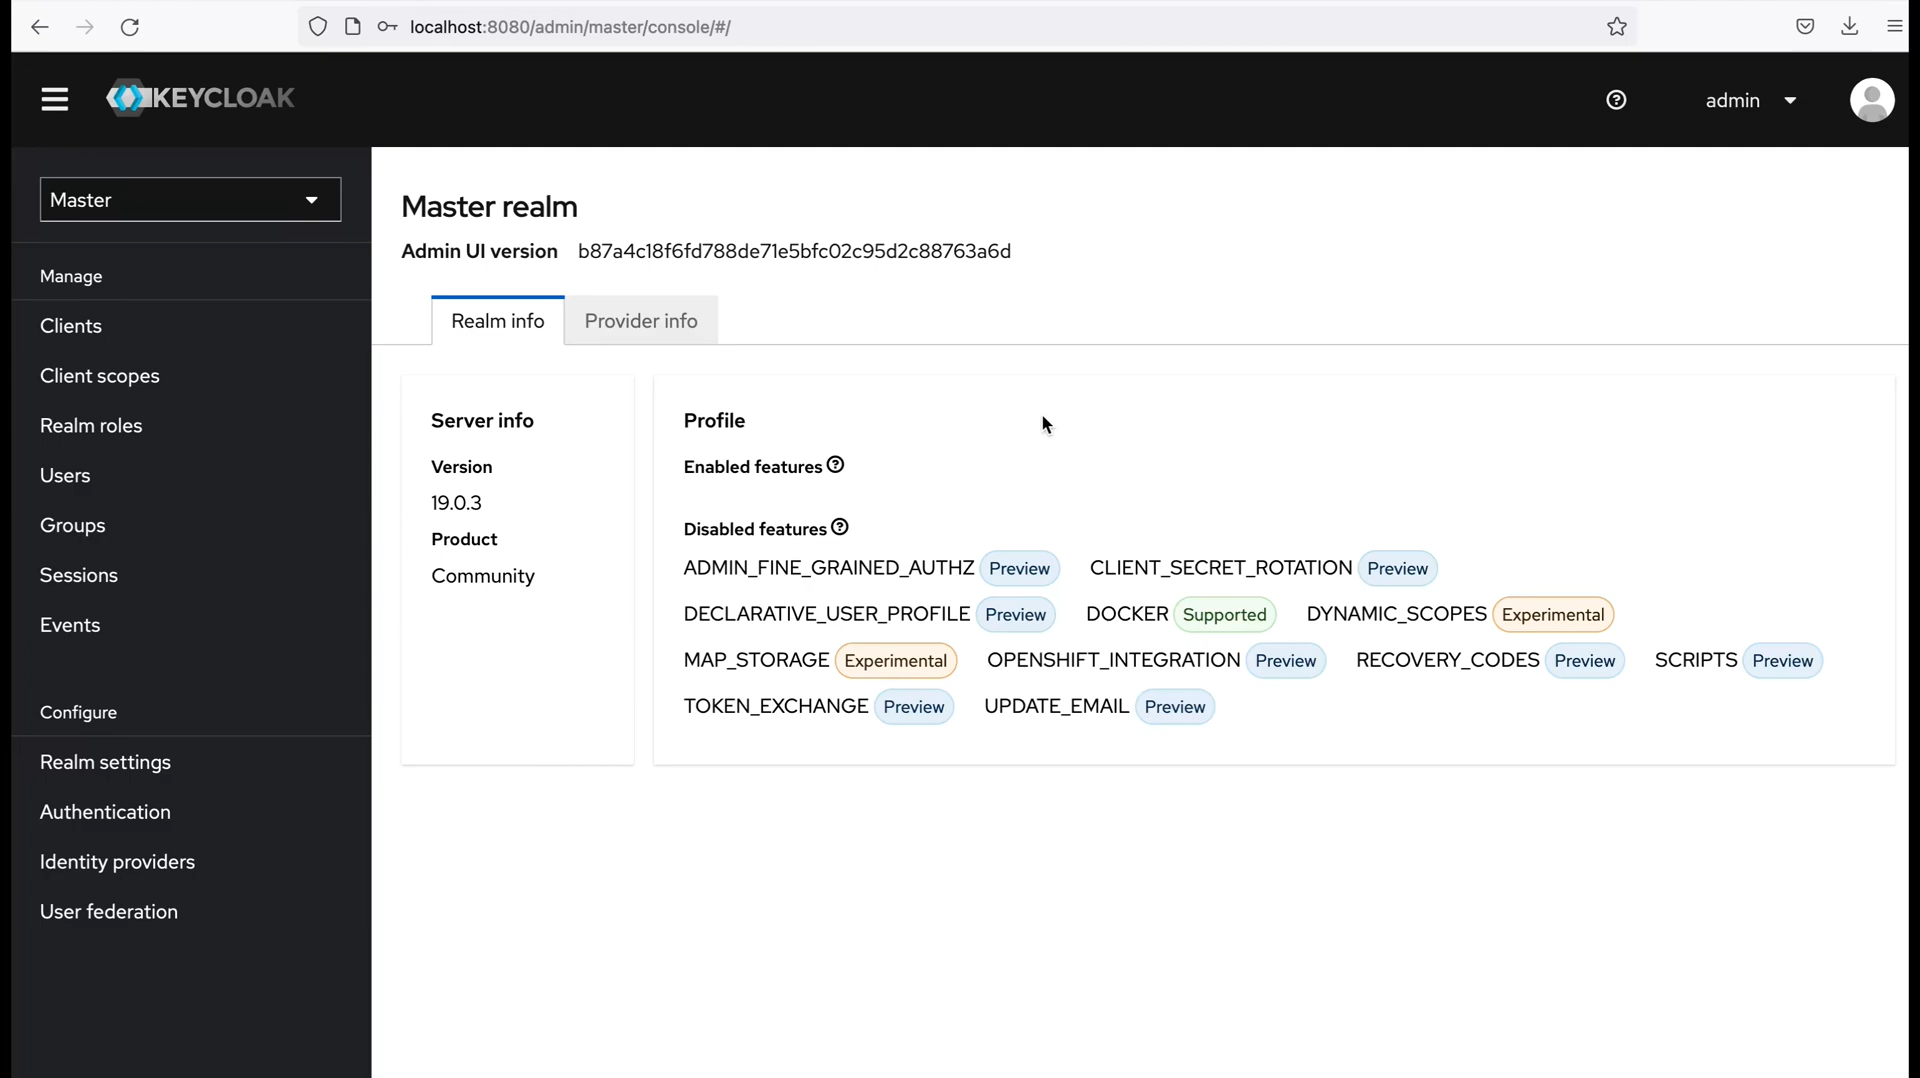 localhost:8080/admin/master/console/#/
KEYCLOAK
admin
Master
Manage
Clients
Client scopes
Realm roles
Users
Groups
Sessions
Events
Configure
Realm settings
Authentication
Identity providers
User federation
Master realm
Admin UI version b87a4c18f6fd788de71e5bfc02c95d2c88763a6d
Realm info Provider info
Server info
Version
19.0.3
Product
Community
Profile
Enabled features
Disabled features
ADMIN_FINE_GRAINED_AUTHZ Preview CLIENT_SECRET_ROTATION Preview
DECLARATIVE_USER_PROFILE Preview DOCKER Supported DYNAMIC_SCOPES Experimental
MAP_STORAGE Experimental OPENSHIFT_INTEGRATION Preview RECOVERY_CODES Preview SCRIPTS Preview
TOKEN_EXCHANGE Preview UPDATE_EMAIL Preview